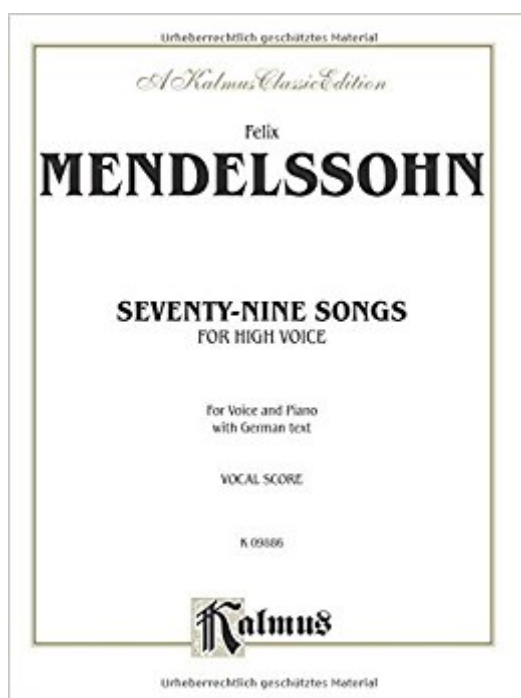 Urheberrechtlich geschütztes Material
A Kalmus Classic Edition
Felix
MENDELSSOHN
SEVENTY-NINE SONGS
FOR HIGH VOICE
For Voice and Piano
with German text
VOCAL SCORE
K 09886
Kalmus
Urheberrechtlich geschütztes Material